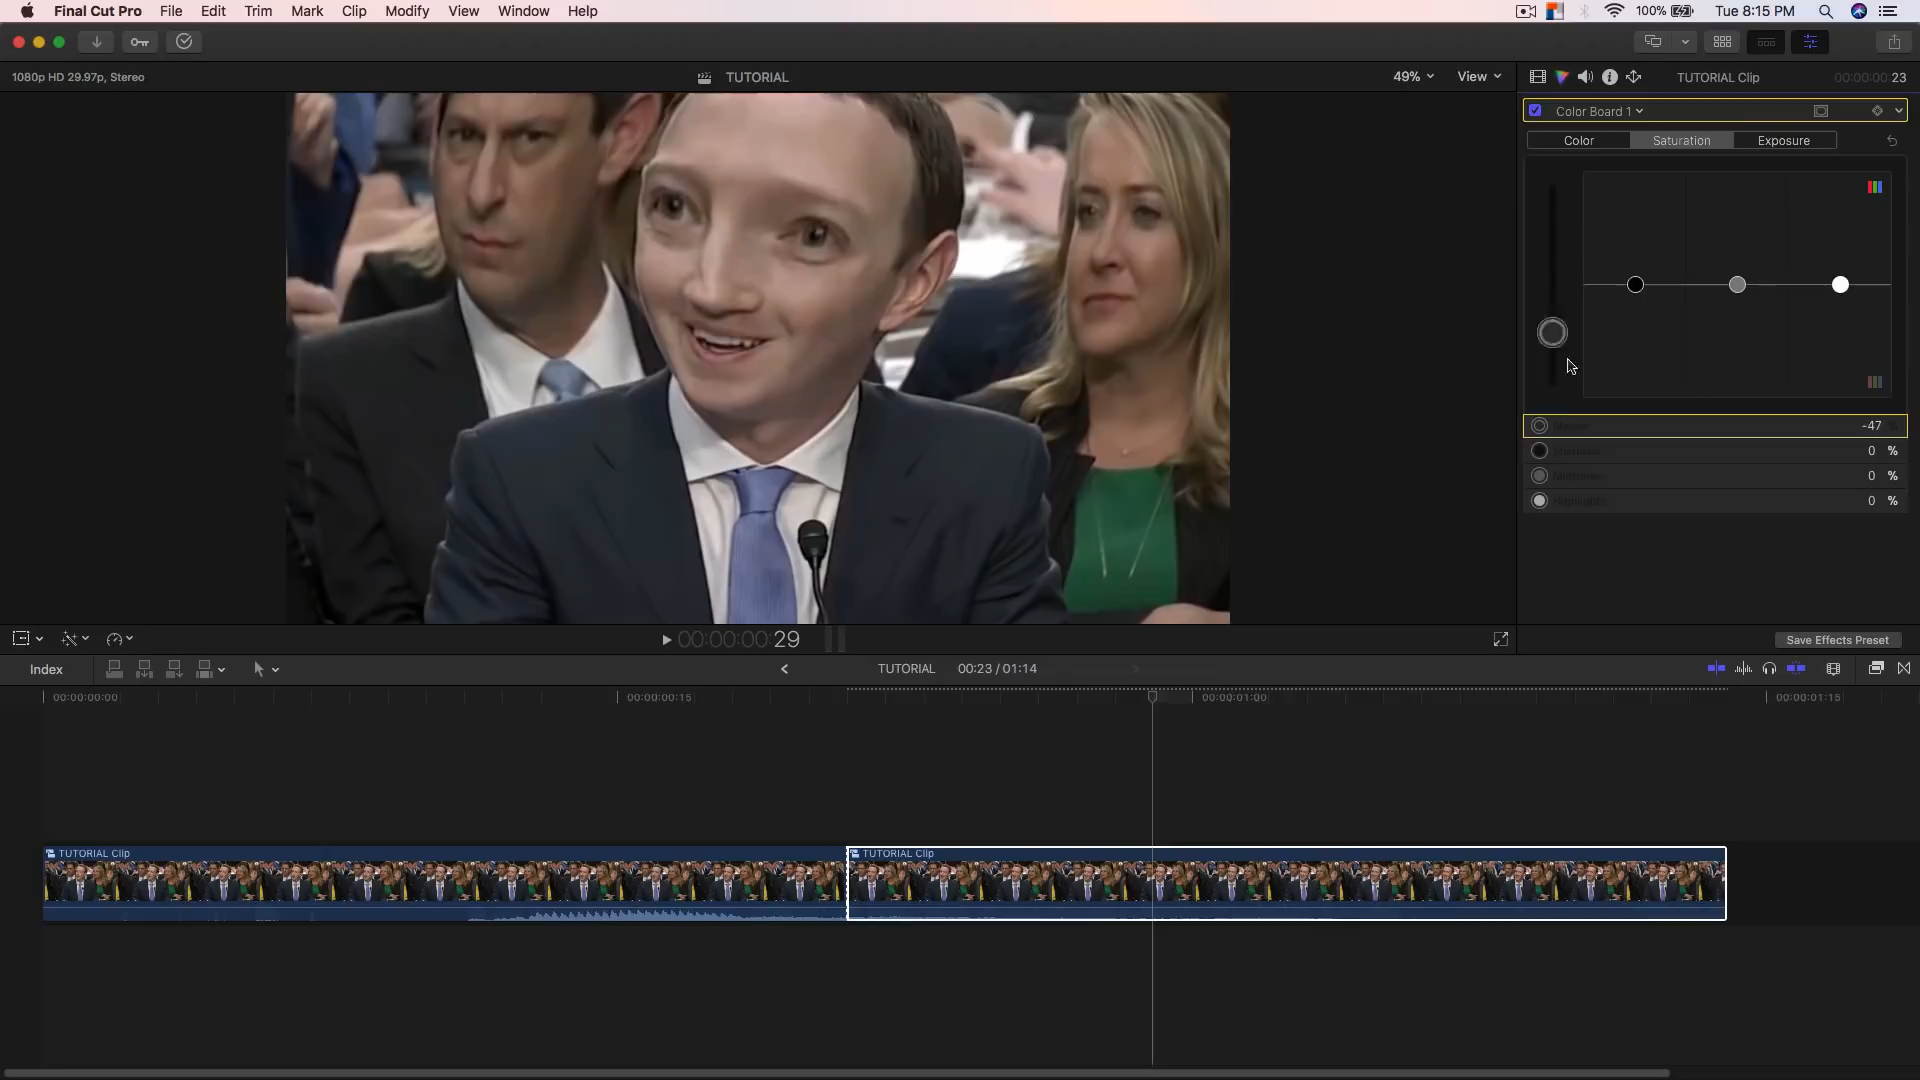 Final Cut Pro File Edit Trim Mark Clip Modify View Window Help 100% Tue 8:15 PM
1080p HD 29.97p, Stereo TUTORIAL 49% View TUTORIAL Clip 00:00:00:00:23
Color Board 1
Color Saturation Exposure
-47 %
0 %
0 %
Highlights 0 %
00:00:00:00:29 Save Effects Preset
Index TUTORIAL 00:23 / 01:14
00:00:00:00 00:00:00:15 00:00:01:00 00:00:01:15
TUTORIAL Clip TUTORIAL Clip